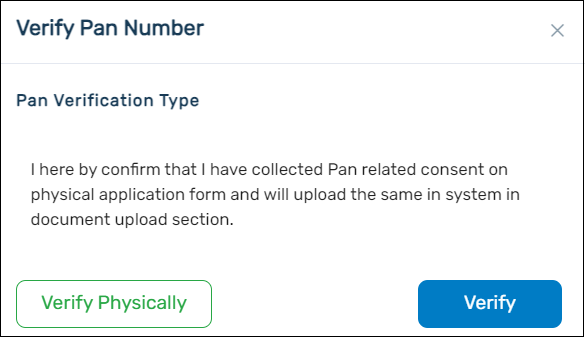 Verify Pan Number
Pan Verification Type
I here by confirm that I have collected Pan related consent on
physical application form and will upload the same in system in
document upload section.
Verify Physically
Verify